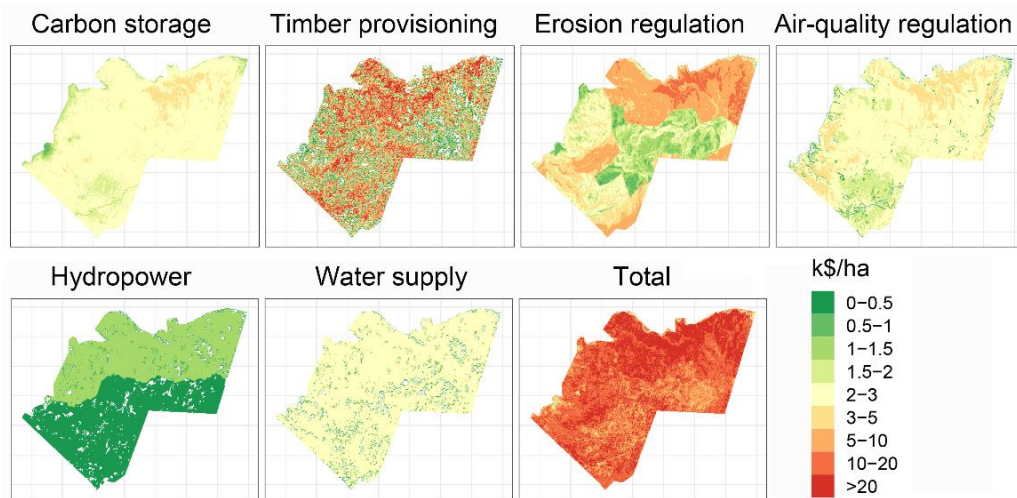 Carbon storage
Timber provisioning
Erosion regulation
Air-quality regulation
Hydropower
Water supply
Total
k$/ha
0−0.5
0.5−1
1−1.5
1.5−2
2−3
3−5
5−10
10−20
>20